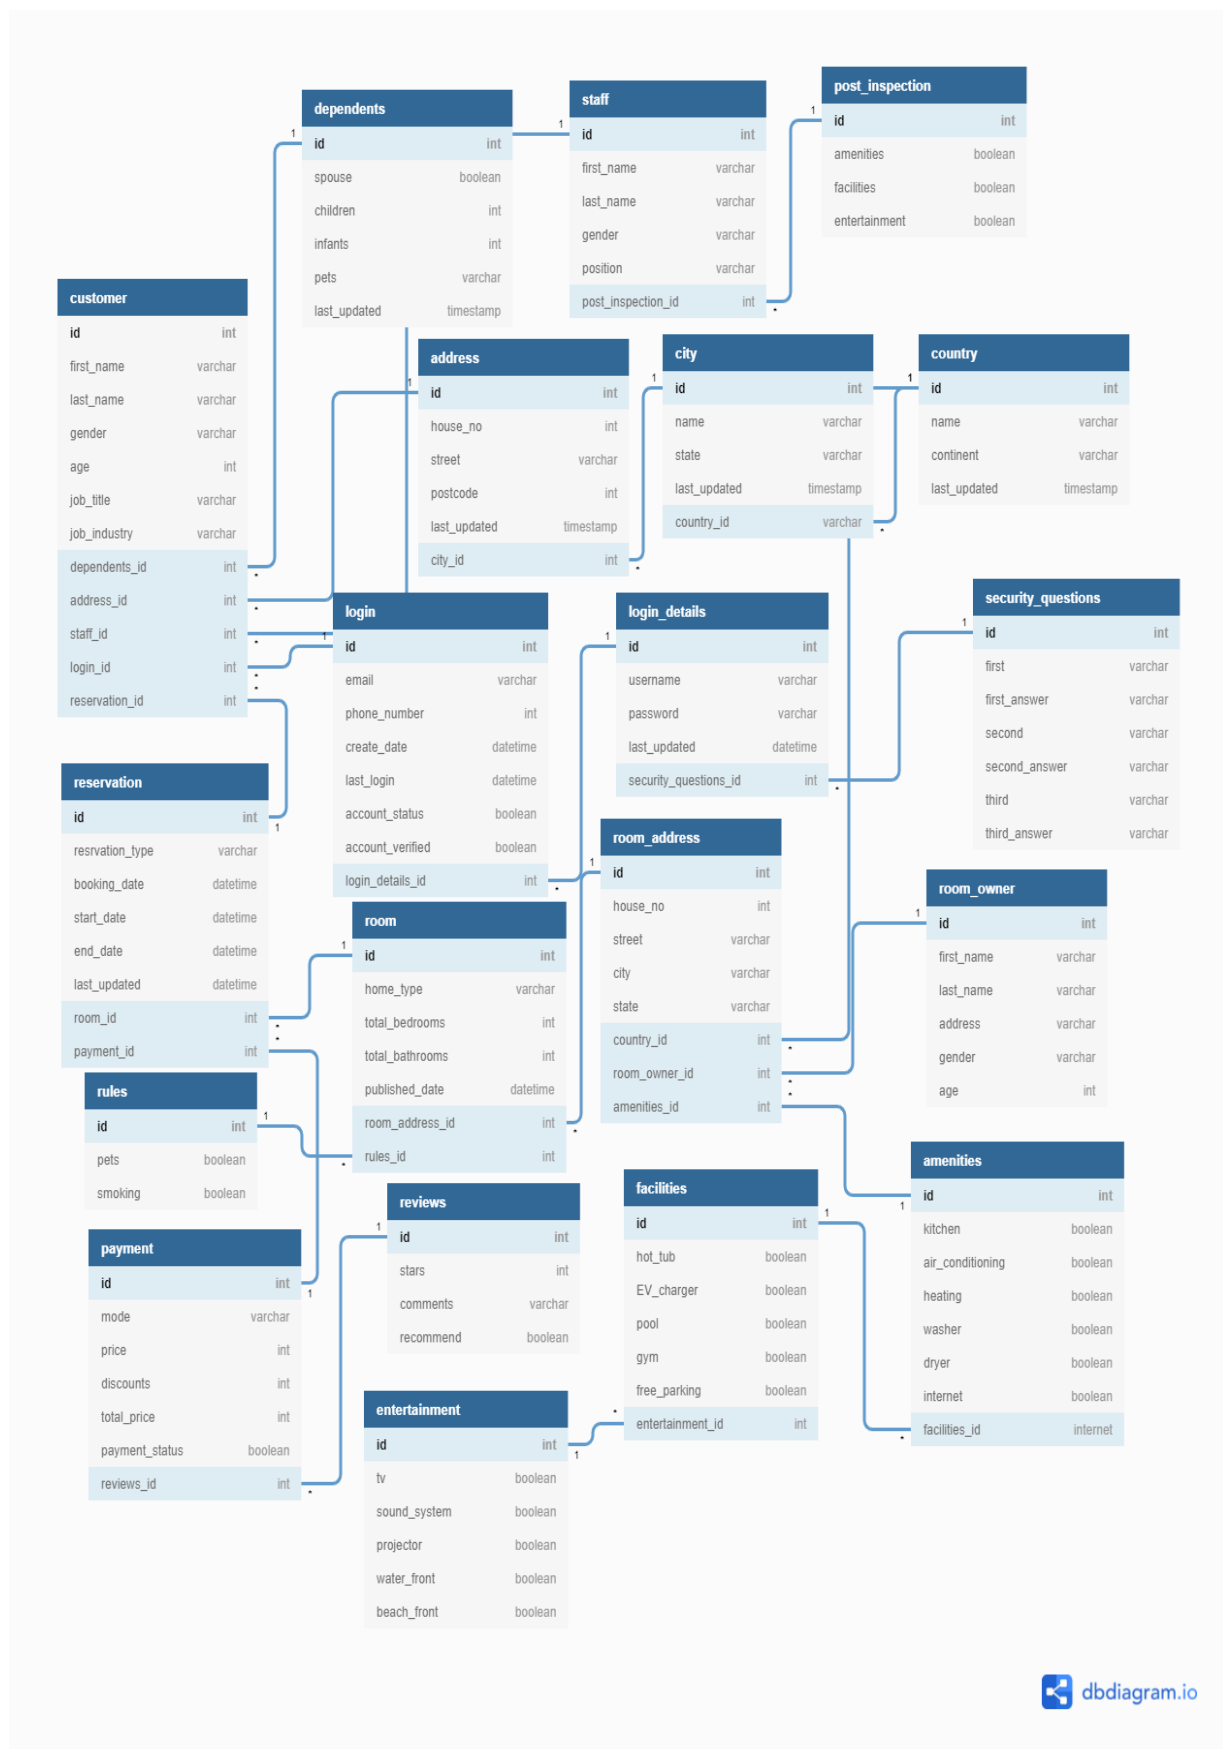 dependents
id int
spouse boolean
children int
infants int
pets varchar
last_updated timestamp
staff
id int
first_name varchar
last_name varchar
gender varchar
position varchar
post_inspection_id int
post_inspection
id int
amenities boolean
facilities boolean
entertainment boolean
customer
id int
first_name varchar
last_name varchar
gender varchar
age int
job_title varchar
job_industry varchar
dependents_id int
address_id int
staff_id int
login_id int
reservation_id int
address
id int
house_no int
street varchar
postcode int
last_updated timestamp
city_id int
city
id int
name varchar
state varchar
last_updated timestamp
country_id varchar
country
id int
name varchar
continent varchar
last_updated timestamp
login
id int
email varchar
phone_number int
create_date datetime
last_login datetime
account_status boolean
account_verified boolean
login_details_id int
login_details
id int
username varchar
password varchar
last_updated datetime
security_questions_id int
security_questions
id int
first varchar
first_answer varchar
second varchar
second_answer varchar
third varchar
third_answer varchar
reservation
id int
resrvation_type varchar
booking_date datetime
start_date datetime
end_date datetime
last_updated datetime
room_id int
payment_id int
room
id int
home_type varchar
total_bedrooms int
total_bathrooms int
published_date datetime
room_address_id int
rules_id int
room_address
id int
house_no int
street varchar
city varchar
state varchar
country_id int
room_owner_id int
amenities_id int
room_owner
id int
first_name varchar
last_name varchar
address varchar
gender varchar
age int
rules
id int
pets boolean
smoking boolean
payment
id int
mode varchar
price int
discounts int
total_price int
payment_status boolean
reviews_id int
reviews
id int
stars int
comments varchar
recommend boolean
facilities
id int
hot_tub boolean
EV_charger boolean
pool boolean
gym boolean
free_parking boolean
entertainment_id int
amenities
id int
kitchen boolean
air_conditioning boolean
heating boolean
washer boolean
dryer boolean
internet boolean
facilities_id internet
entertainment
id int
tv boolean
sound_system boolean
projector boolean
water_front boolean
beach_front boolean
dbdiagram.io